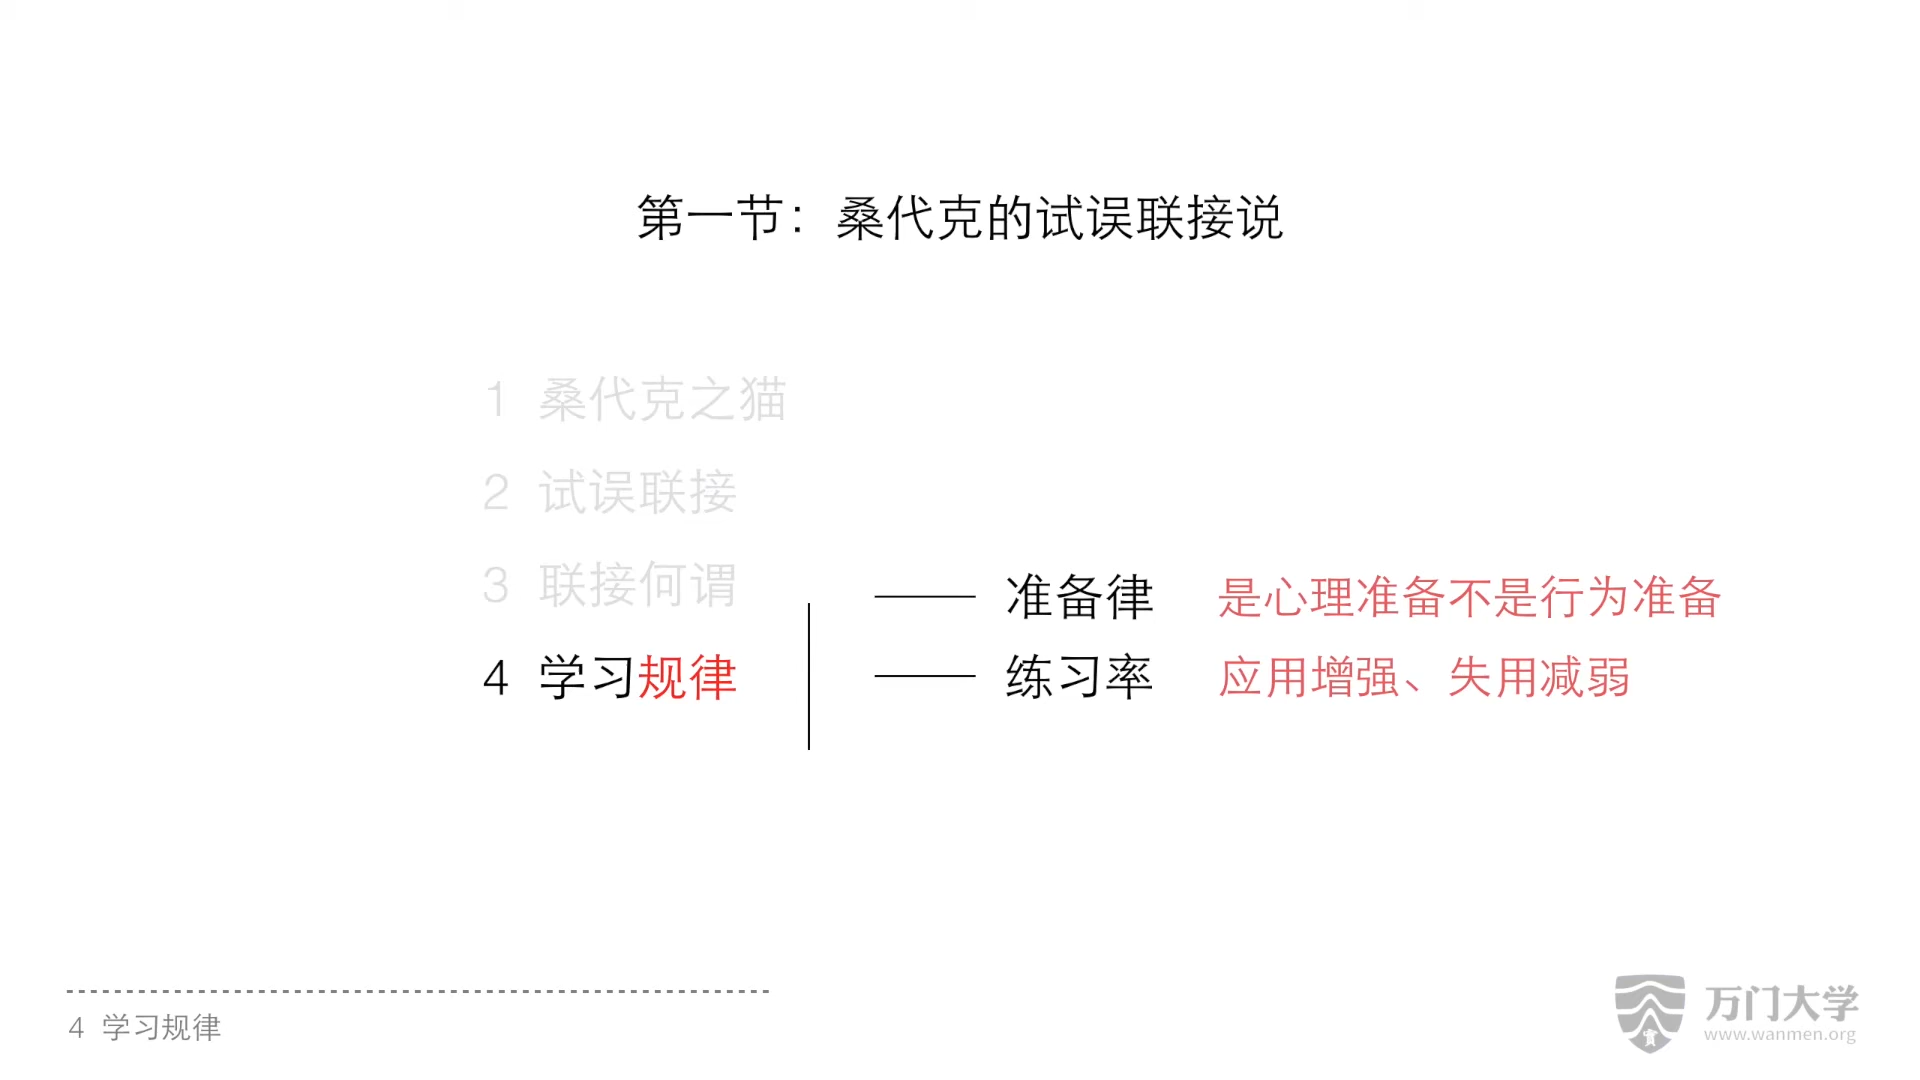 第一节：桑代克的试误联接说
1 桑代克之猫
2 试误联接
3 联接何谓
准备律 是心理准备不是行为准备
4 学习规律
练习率 应用增强、失用减弱
4 学习规律
万门大学
www.wanmen.org